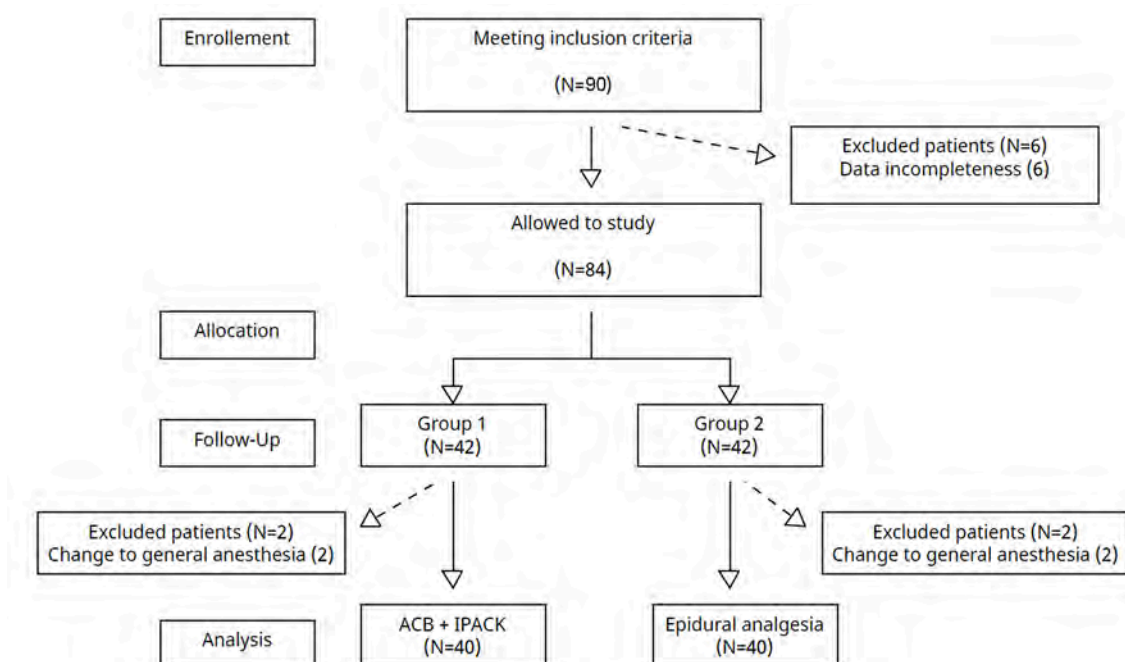 Enrollement
Meeting inclusion criteria
(N=90)
Excluded patients (N=6)
Data incompleteness (6)
Allowed to study
(N=84)
Allocation
Follow-Up
Group 1
(N=42)
Group 2
(N=42)
Excluded patients (N=2)
Change to general anesthesia (2)
Excluded patients (N=2)
Change to general anesthesia (2)
Analysis
ACB + IPACK
(N=40)
Epidural analgesia
(N=40)